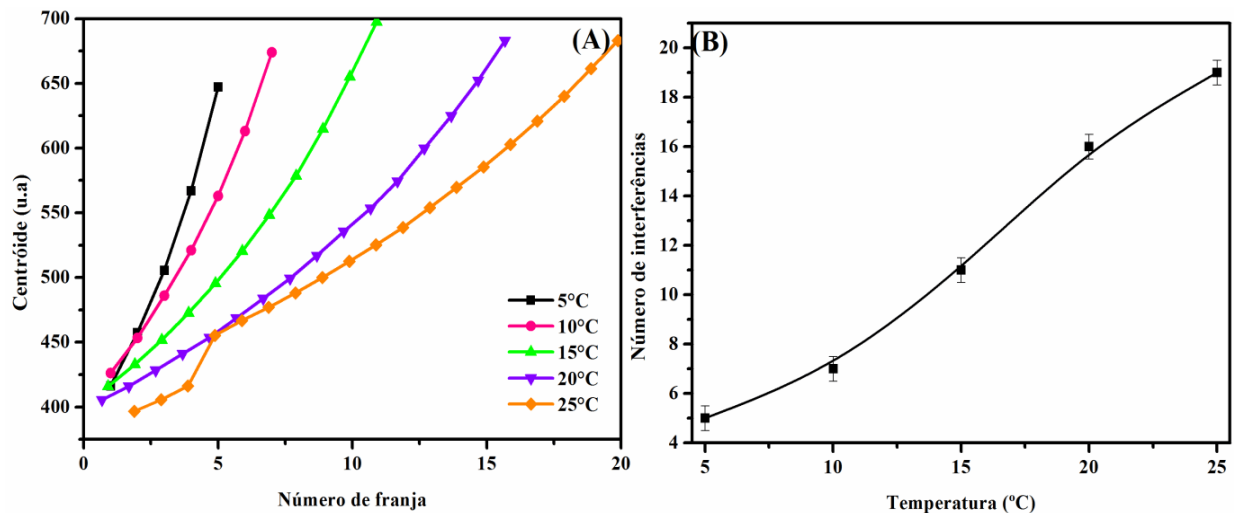 700
650
600
550
500
450
400
Centróide (u.a)
(A)
5°C
10°C
15°C
20°C
25°C
0
5
10
15
20
Número de franja
(B)
20
18
16
14
12
10
8
6
4
Número de interferências
5
10
15
20
25
Temperatura (ºC)